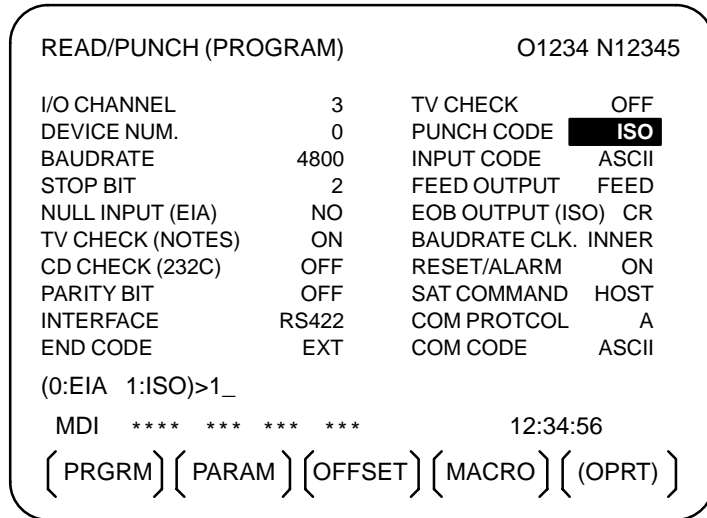 READ/PUNCH (PROGRAM) O1234 N12345
I/O CHANNEL 3 TV CHECK OFF
DEVICE NUM. 0 PUNCH CODE ISO
BAUDRATE 4800 INPUT CODE ASCII
STOP BIT 2 FEED OUTPUT FEED
NULL INPUT (EIA) NO EOB OUTPUT (ISO) CR
TV CHECK (NOTES) ON BAUDRATE CLK. INNER
CD CHECK (232C) OFF RESET/ALARM ON
PARITY BIT OFF SAT COMMAND HOST
INTERFACE RS422 COM PROTCOL A
END CODE EXT COM CODE ASCII
(0:EIA 1:ISO)>1_
MDI **** *** *** *** 12:34:56
[ PRGRM ] [ PARAM ] [ OFFSET ] [ MACRO ] [ (OPRT) ]